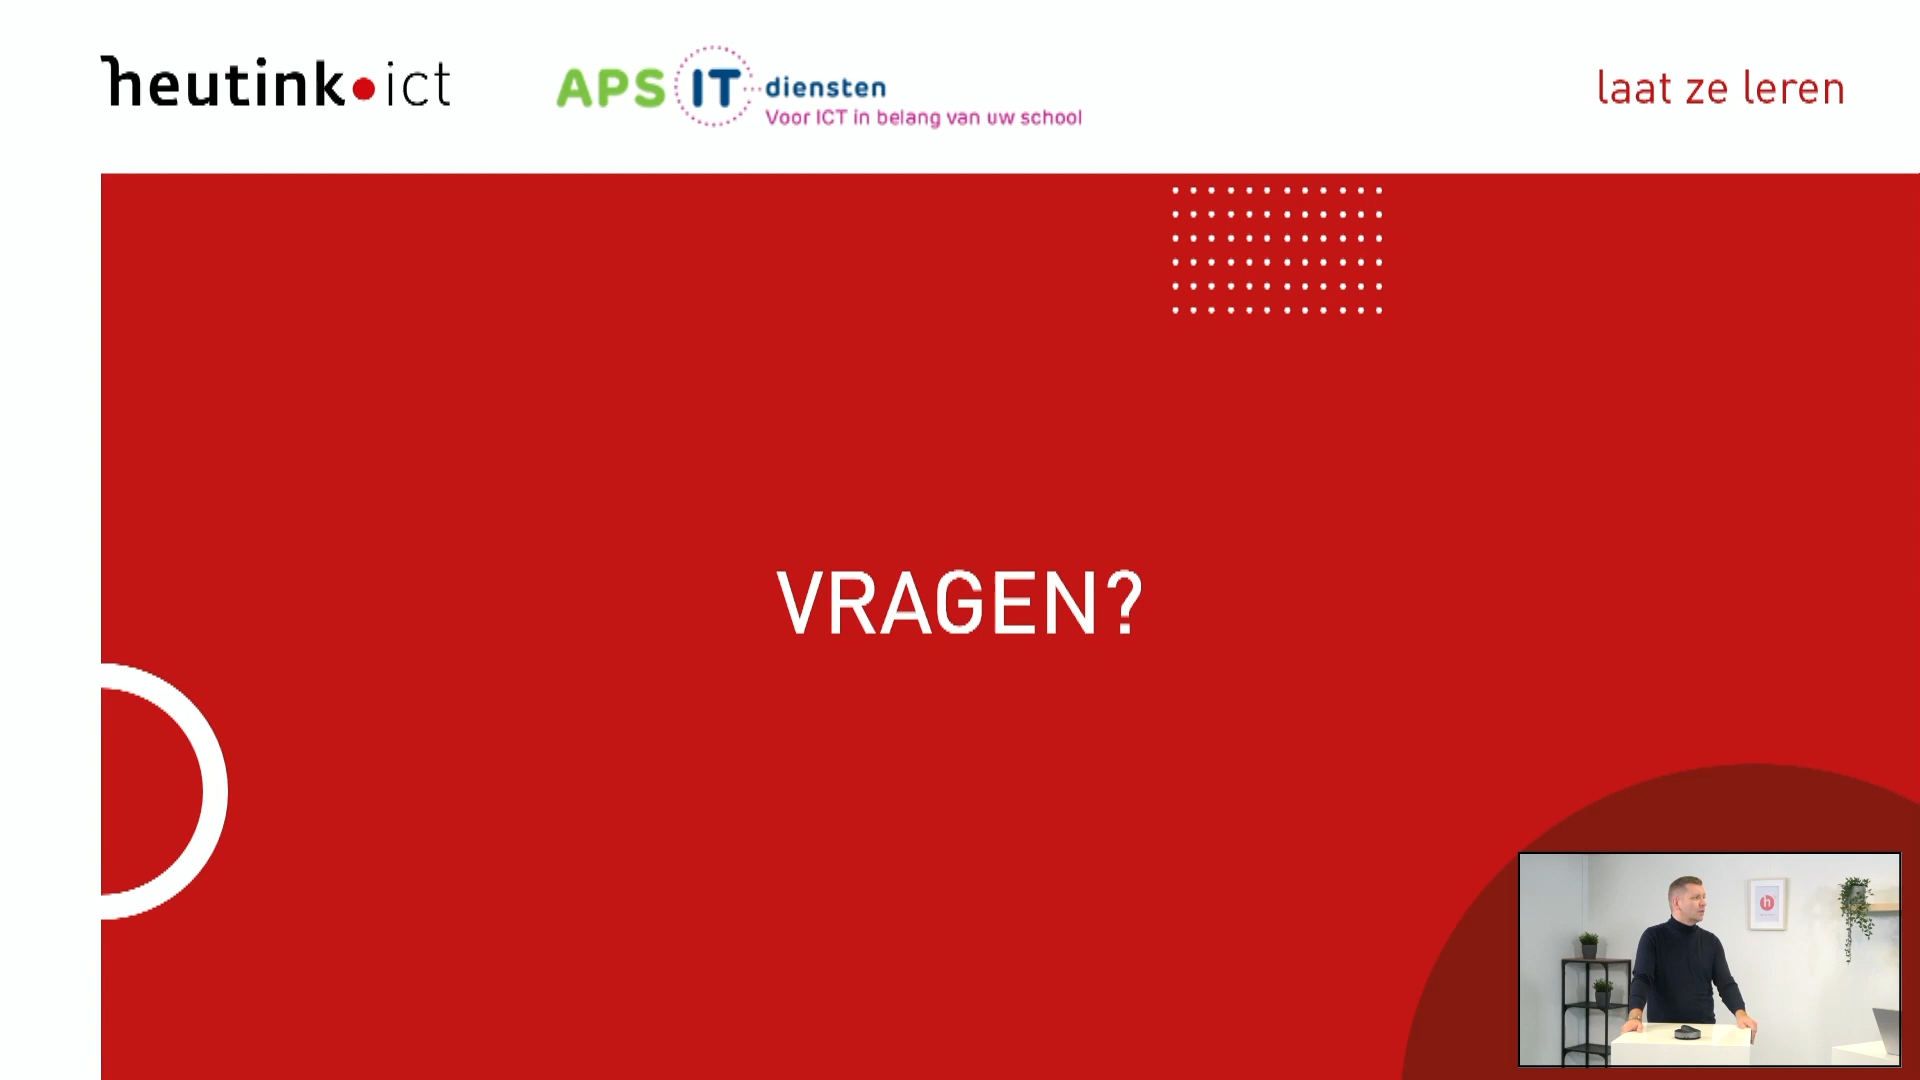 heutink ict
APS IT diensten
Voor ICT in belang van uw school
laat ze leren
VRAGEN?
h